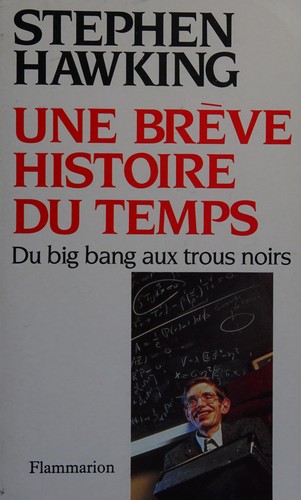 STEPHEN
HAWKING
UNE BRÈVE
HISTOIRE
DU TEMPS
Du big bang aux trous noirs
Flammarion